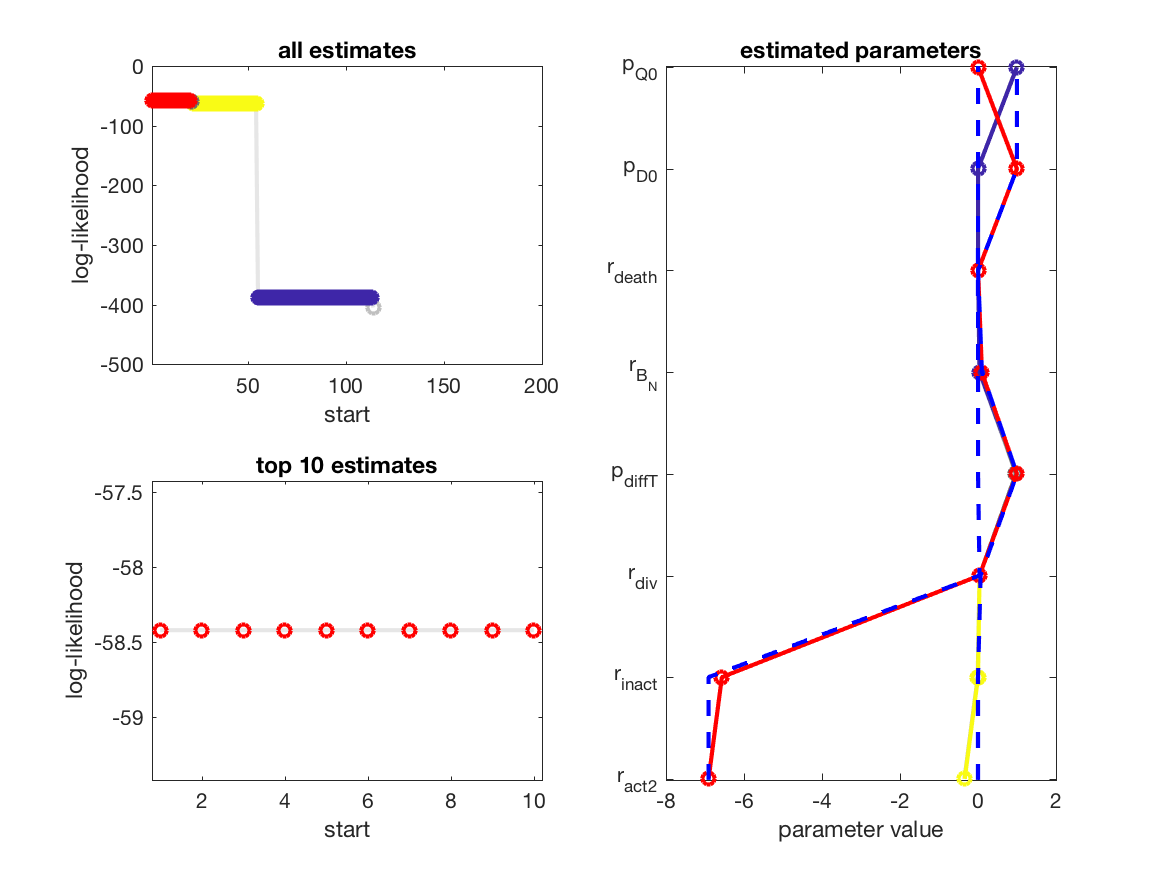 all estimates
0
-100
-200
-300
-400
-500
log-likelihood
50
100
150
200
start
top 10 estimates
-57.5
-58
-58.5
-59
log-likelihood
2
4
6
8
10
start
estimated parameters
p_Q0
p_D0
r_death
r_B_N
p_diffT
r_div
r_inact
r_act2
-8
-6
-4
-2
0
2
parameter value